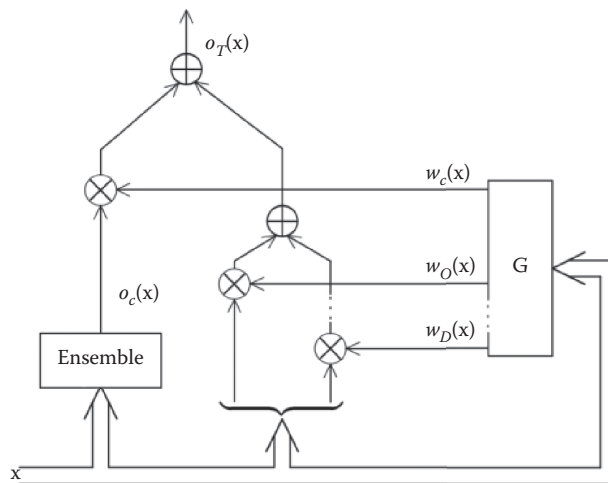 o_T(x)
w_c(x)
w_O(x)
G
o_c(x)
w_D(x)
Ensemble
x